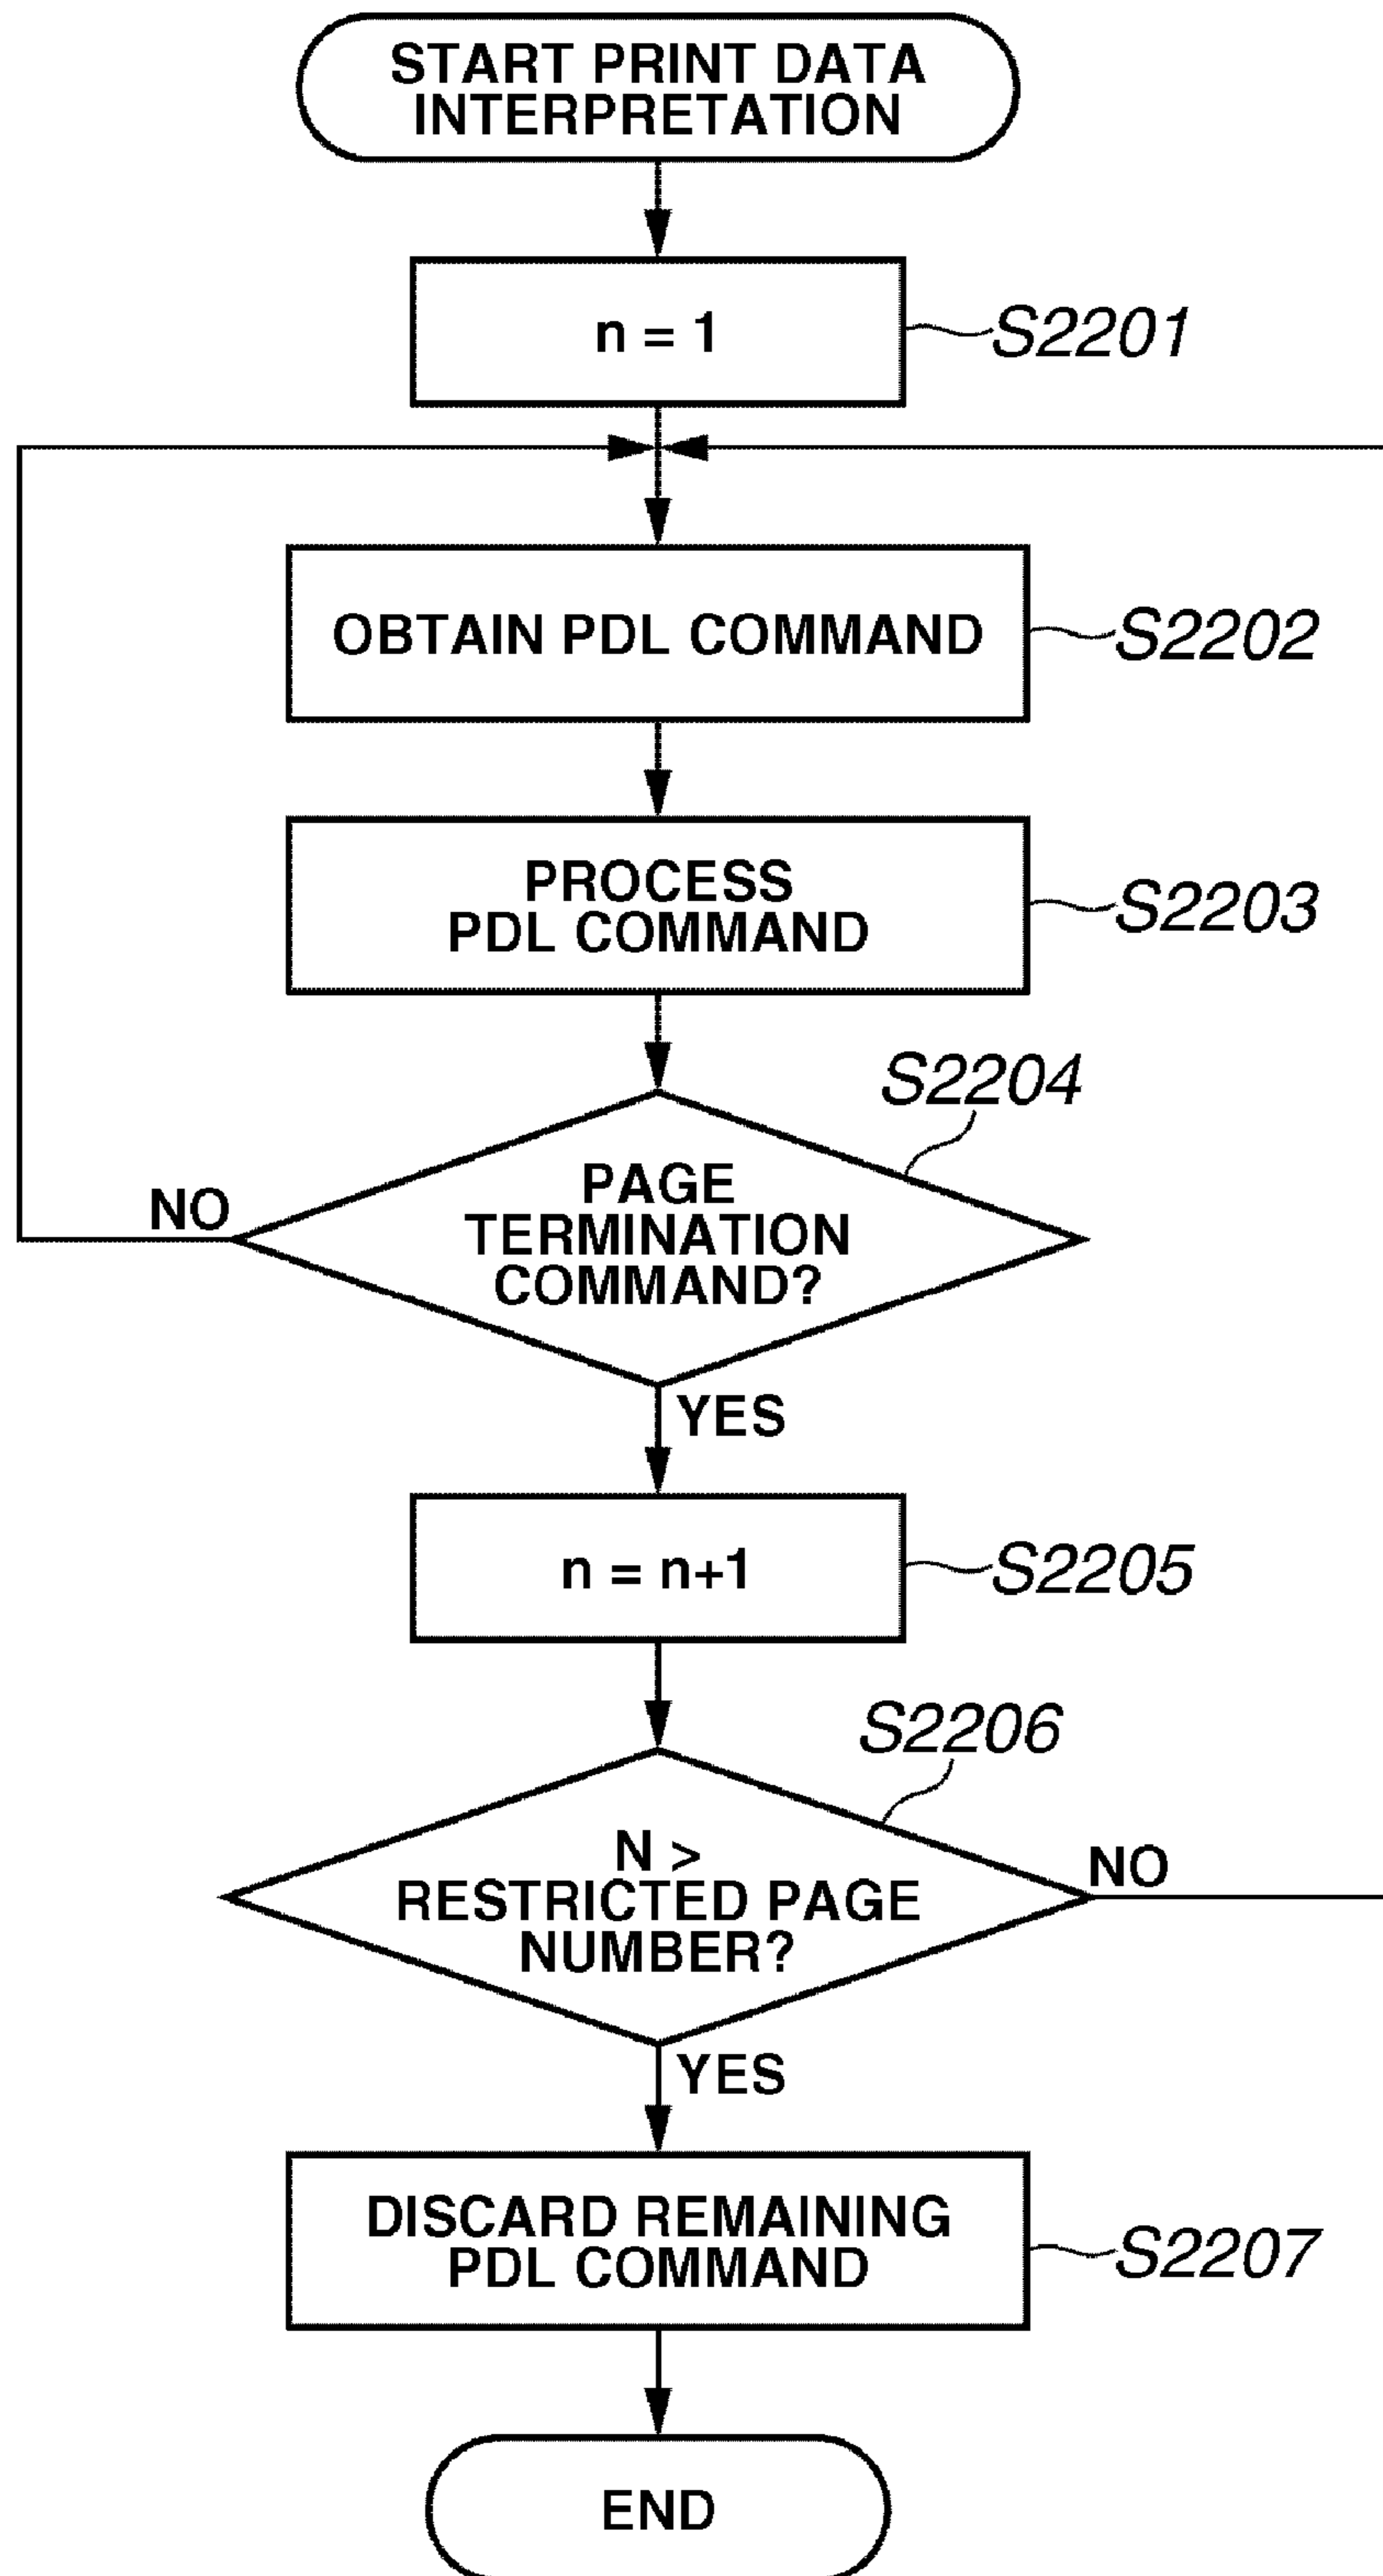 START PRINT DATA
INTERPRETATION
n = 1
S2201
OBTAIN PDL COMMAND
S2202
PROCESS
PDL COMMAND
S2203
S2204
PAGE
TERMINATION
COMMAND?
NO
YES
n = n+1
S2205
S2206
N >
RESTRICTED PAGE
NUMBER?
NO
YES
DISCARD REMAINING
PDL COMMAND
S2207
END